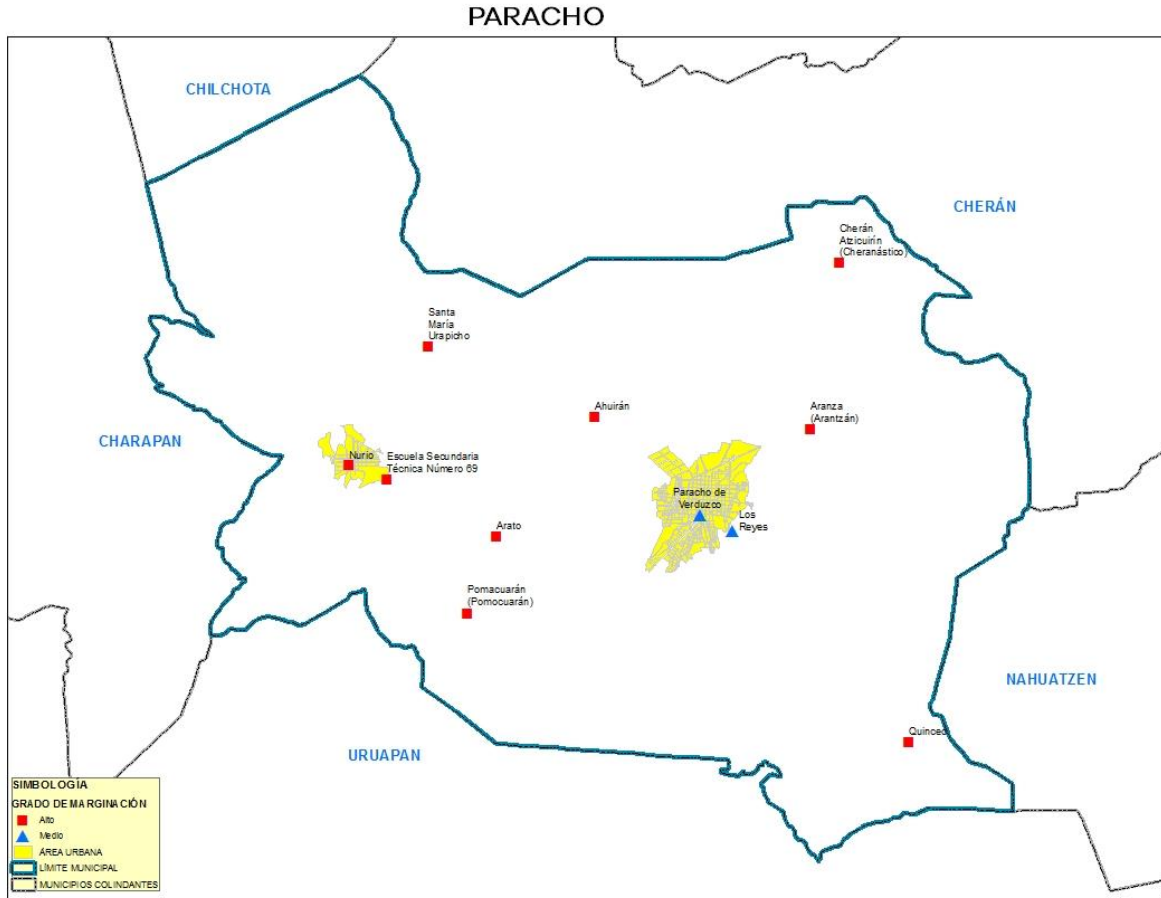 PARACHO
CHILCHOTA
CHERÁN
Cherán
Atzicuirín
(Cheranástico)
Santa
María
Urapicho
Ahuirán
Aranza
(Arantzán)
CHARAPAN
Nurio
Escuela Secundaria
Técnica Número 69
Paracho de
Verduzco
Los
Reyes
Arato
Pomacuarán
(Pomocuarán)
NAHUATZEN
Quinceo
URUAPAN
SIMBOLOGÍA
GRADO DE MARGINACIÓN
Alto
Medio
ÁREA URBANA
LÍMITE MUNICIPAL
MUNICIPIOS COLINDANTES